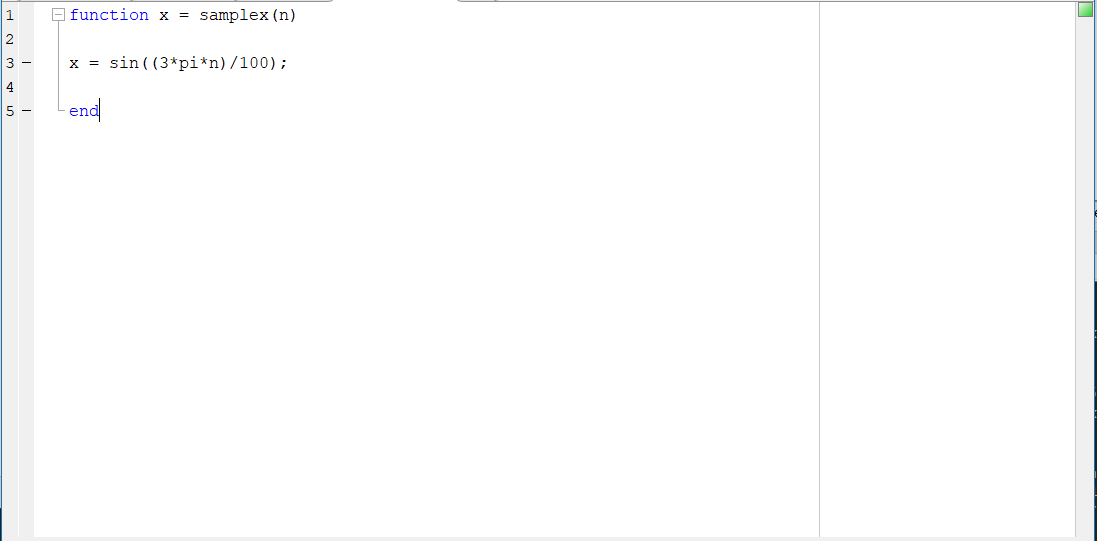 1 function x = samplex(n)
2
3 x = sin((3*pi*n)/100);
4
5 end